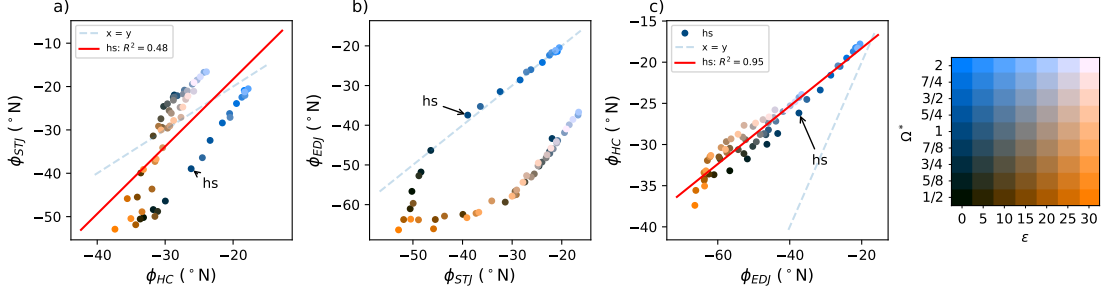 a)
x = y
hs: R² = 0.48
ϕSTJ (°N)
−10
−20
−30
−40
−50
hs
−40 −30 −20
ϕHC (°N)
b)
ϕEDJ (°N)
−20
−30
−40
−50
−60
hs
−50 −40 −30 −20
ϕSTJ (°N)
c)
hs
x = y
hs: R² = 0.95
ϕHC (°N)
−15
−20
−25
−30
−35
−40
hs
−60 −40 −20
ϕEDJ (°N)
Ω*
2
7/4
3/2
5/4
1
7/8
3/4
5/8
1/2
0 5 10 15 20 25 30
ε